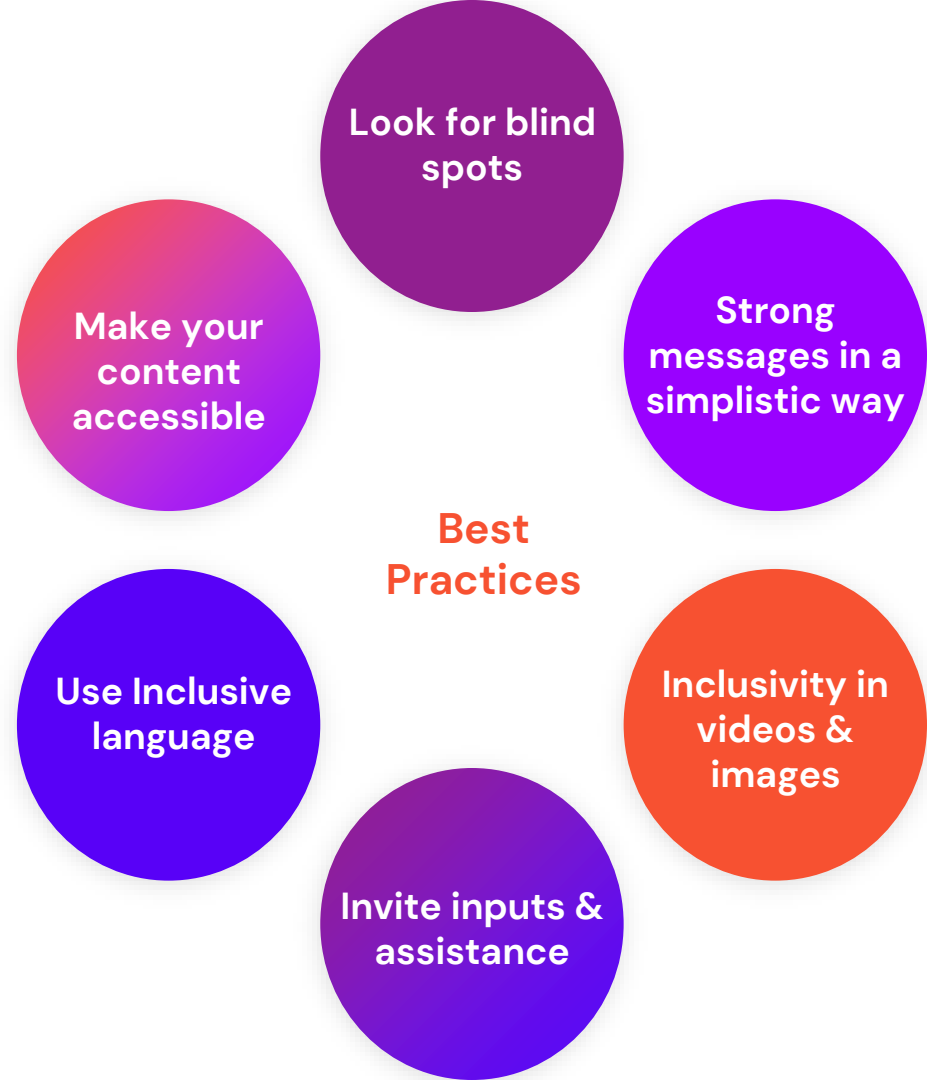 Look for blind
spots
Strong
messages in a
simplistic way
Inclusivity in
videos &
images
Invite inputs &
assistance
Use Inclusive
language
Make your
content
accessible
Best
Practices